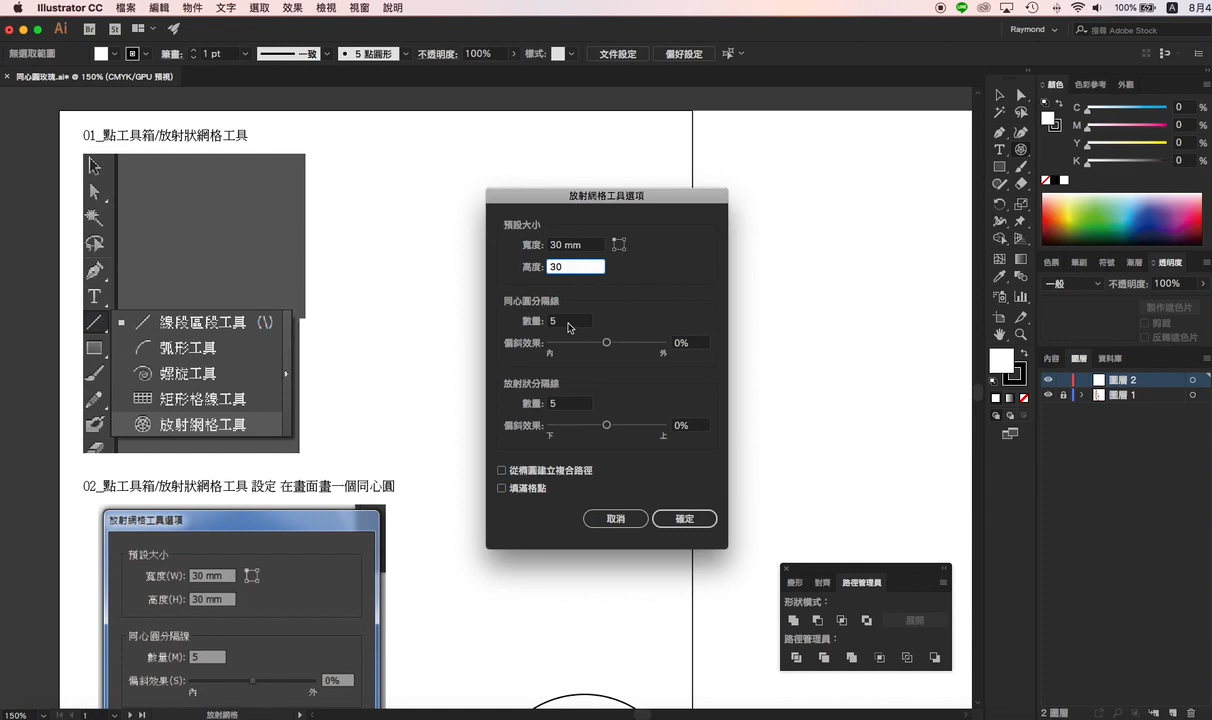 Illustrator CC 檔案 編輯 物件 文字 選取 效果 檢視 視窗 說明 100% A 8月4
Ai Br St Raymond 搜尋 Adobe Stock
無選取範圍 筆畫: 1 pt 一致 5 點圓形 不透明度: 100% 樣式: 文件設定 偏好設定
× 同心圓玫瑰.ai* @ 150% (CMYK/GPU 預視)
01_點工具箱/放射狀網格工具
線段區段工具 (\)
弧形工具
螺旋工具
矩形格線工具
放射網格工具
02_點工具箱/放射狀網格工具 設定 在畫面畫一個同心圓
放射網格工具選項
預設大小
寬度(W): 30 mm
高度(H): 30 mm
同心圓分隔線
數量(M): 5
偏斜效果(S): 0%
內 外
放射網格工具選項
預設大小
寬度: 30 mm
高度: 30
同心圓分隔線
數量: 5
偏斜效果: 0%
內 外
放射狀分隔線
數量: 5
偏斜效果: 0%
下 上
從橢圓建立複合路徑
填滿格點
取消 確定
變形 對齊 路徑管理員
形狀模式:
展開
路徑管理員:
顏色 色彩參考 外觀
C 0 %
M 0 %
Y 0 %
K 0 %
色票 筆刷 符號 漸層 透明度
一般 不透明度: 100%
製作遮色片
剪裁
反轉遮色片
內容 圖層 資料庫
圖層 2
圖層 1
2 圖層
150% 1 放射網格